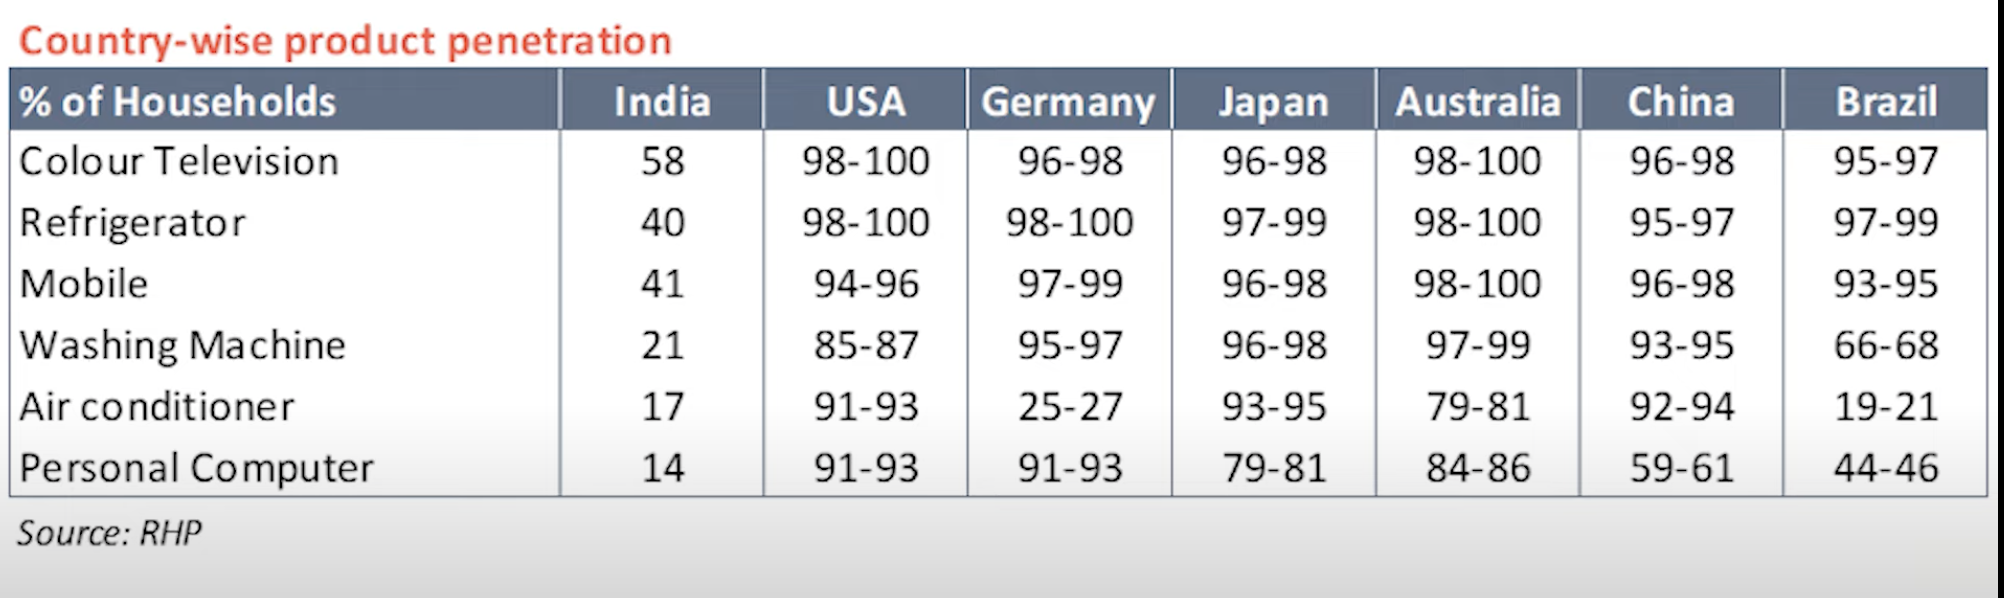 Country-wise product penetration
% of Households India USA Germany Japan Australia China Brazil
Colour Television 58 98-100 96-98 96-98 98-100 96-98 95-97
Refrigerator 40 98-100 98-100 97-99 98-100 95-97 97-99
Mobile 41 94-96 97-99 96-98 98-100 96-98 93-95
Washing Machine 21 85-87 95-97 96-98 97-99 93-95 66-68
Air conditioner 17 91-93 25-27 93-95 79-81 92-94 19-21
Personal Computer 14 91-93 91-93 79-81 84-86 59-61 44-46
Source: RHP